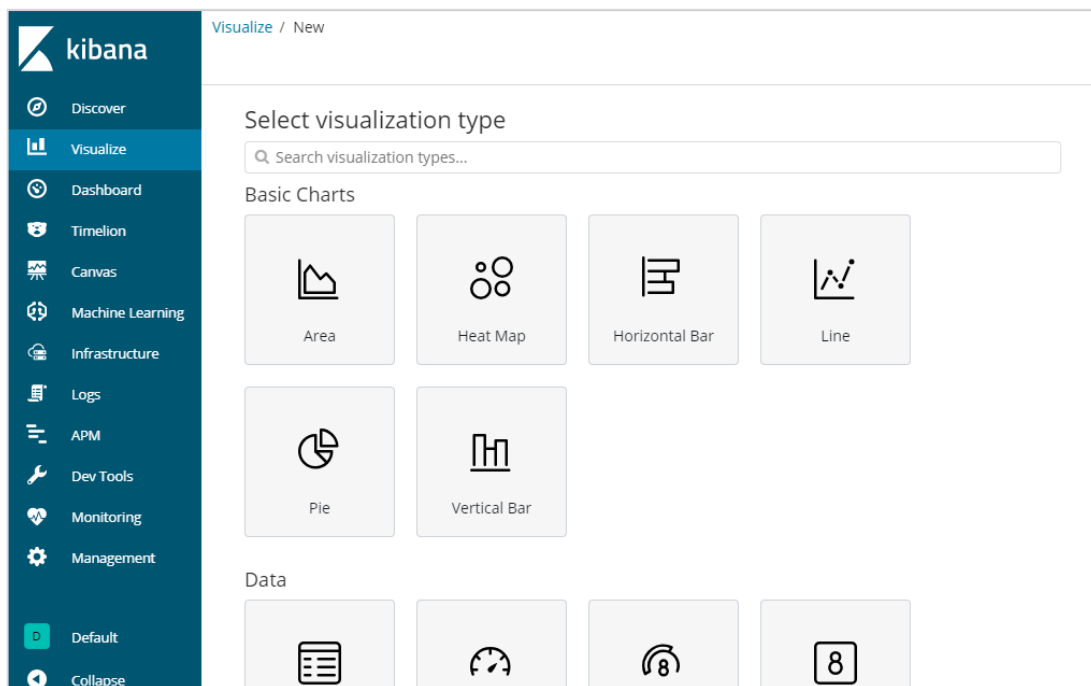 kibana
Discover
Visualize
Dashboard
Timelion
Canvas
Machine Learning
Infrastructure
Logs
APM
Dev Tools
Monitoring
Management
D
Default
Collapse
Visualize / New
Select visualization type
Search visualization types...
Basic Charts
Area
Heat Map
Horizontal Bar
Line
Pie
Vertical Bar
Data
8
8